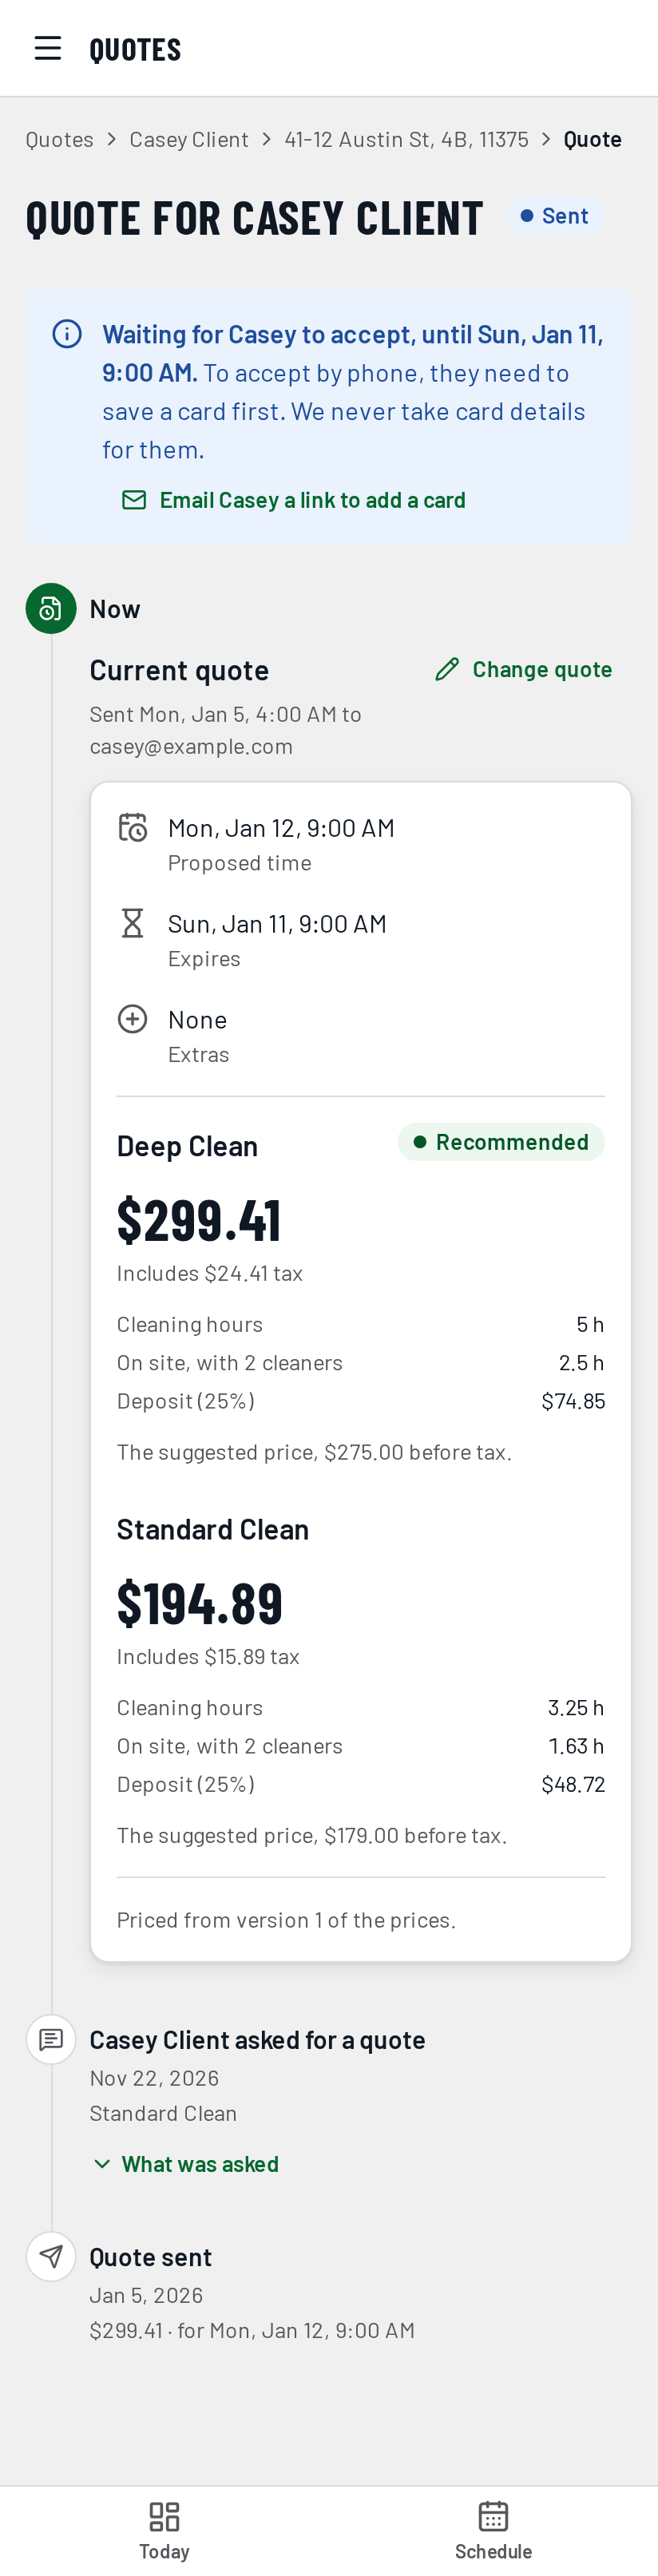 QUOTES
Quotes > Casey Client > 41-12 Austin St, 4B, 11375 > Quote
QUOTE FOR CASEY CLIENT
Sent
Waiting for Casey to accept, until Sun, Jan 11,
9:00 AM. To accept by phone, they need to
save a card first. We never take card details
for them.
Email Casey a link to add a card
Now
Current quote
Change quote
Sent Mon, Jan 5, 4:00 AM to
casey@example.com
Mon, Jan 12, 9:00 AM
Proposed time
Sun, Jan 11, 9:00 AM
Expires
None
Extras
Deep Clean
Recommended
$299.41
Includes $24.41 tax
Cleaning hours 5 h
On site, with 2 cleaners 2.5 h
Deposit (25%) $74.85
The suggested price, $275.00 before tax.
Standard Clean
$194.89
Includes $15.89 tax
Cleaning hours 3.25 h
On site, with 2 cleaners 1.63 h
Deposit (25%) $48.72
The suggested price, $179.00 before tax.
Priced from version 1 of the prices.
Casey Client asked for a quote
Nov 22, 2026
Standard Clean
What was asked
Quote sent
Jan 5, 2026
$299.41 · for Mon, Jan 12, 9:00 AM
Today
Schedule